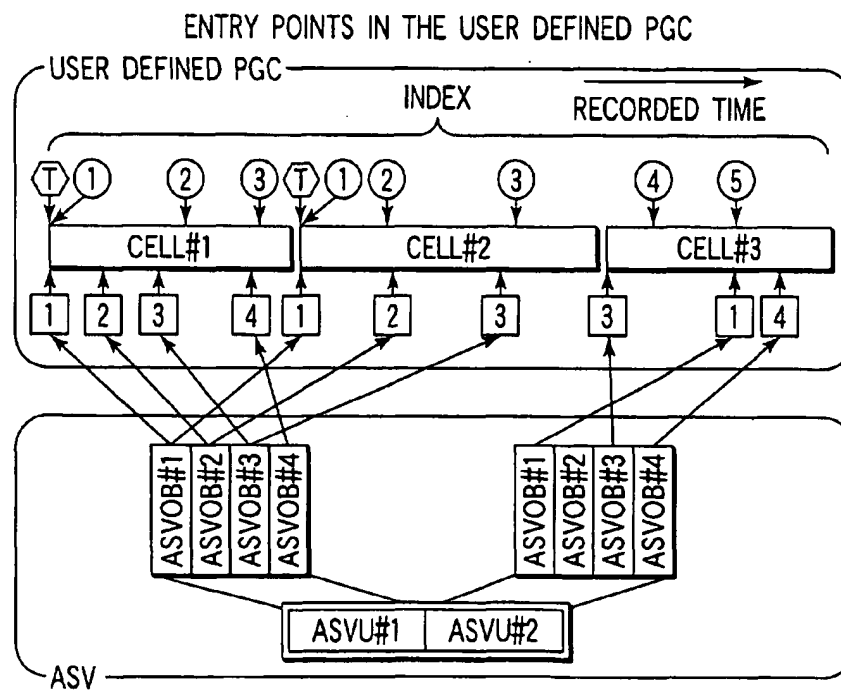 ENTRY POINTS IN THE USER DEFINED PGC
USER DEFINED PGC
INDEX
RECORDED TIME
T 1 2 3 T 1 2 3 4 5
CELL#1 CELL#2 CELL#3
1 2 3 4 1 2 3 3 1 4
ASVOB#1 ASVOB#2 ASVOB#3 ASVOB#4 ASVOB#1 ASVOB#2 ASVOB#3 ASVOB#4
ASVU#1 ASVU#2
ASV